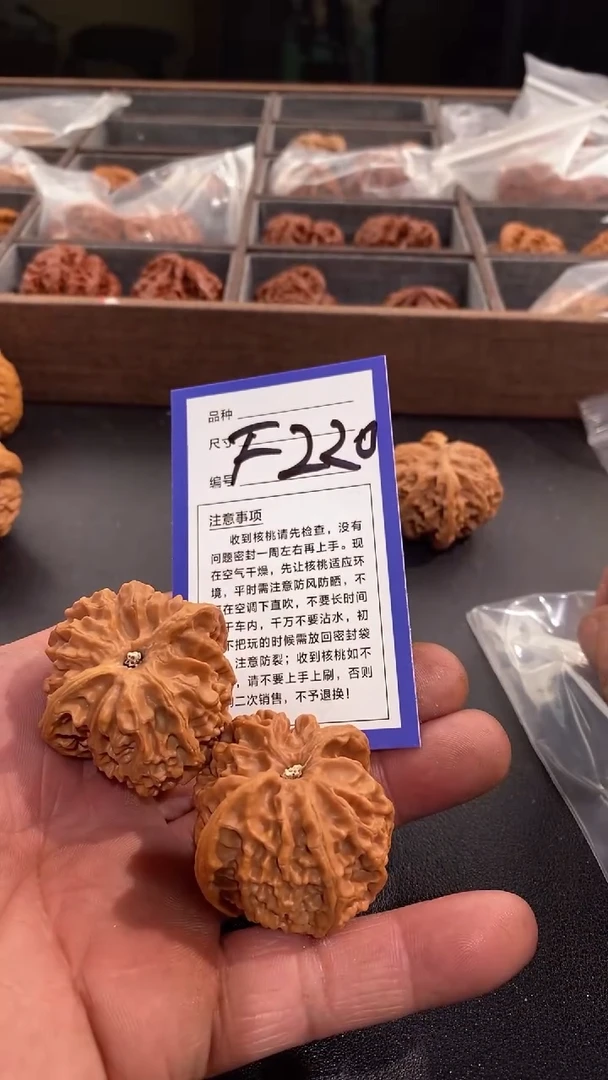 品种
尺寸
F220
编号
注意事项
收到核桃请先检查，没有
问题密封一周左右再上手。现
在空气干燥，先让核桃适应环
境，平时需注意防风防晒，不
在空调下直吹，不要长时间
于车内，千万不要沾水，初
不把玩的时候需放回密封袋
注意防裂；收到核桃如不
，请不要上手上刷，否则
二次销售，不予退换！